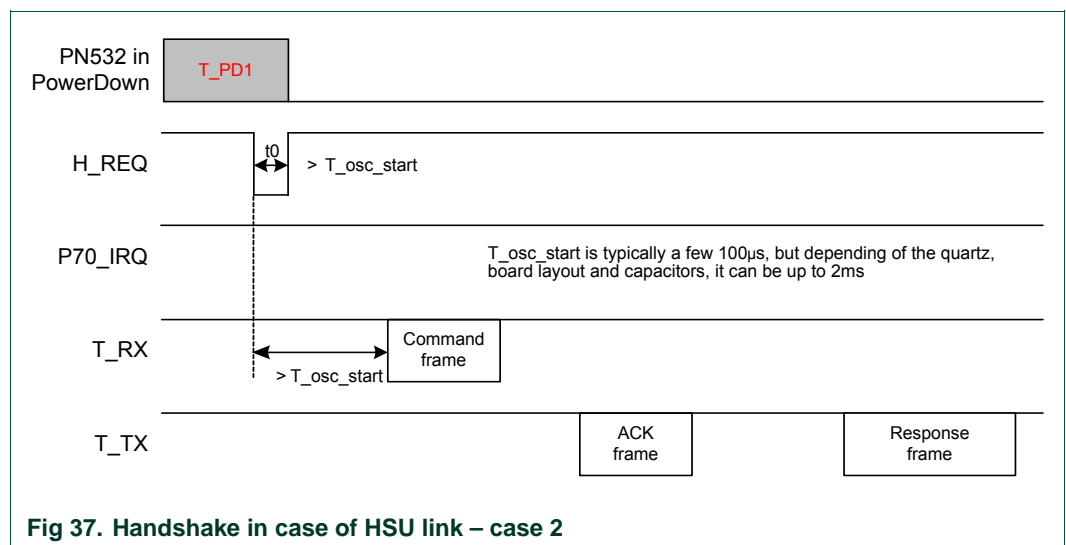 PN532 in
PowerDown
T_PD1
H_REQ
t0
> T_osc_start
P70_IRQ
T_osc_start is typically a few 100µs, but depending of the quartz,
board layout and capacitors, it can be up to 2ms
T_RX
Command
frame
> T_osc_start
T_TX
ACK
frame
Response
frame
Fig 37. Handshake in case of HSU link – case 2